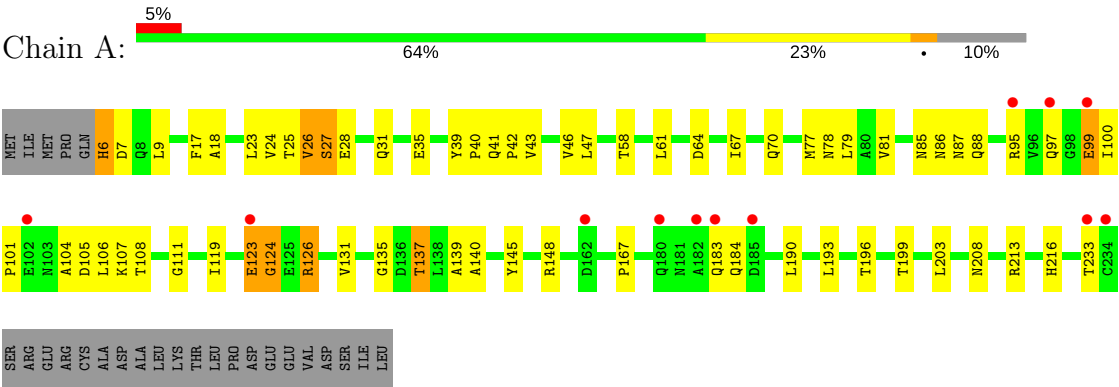 5%
Chain A:
64% 23% • 10%
MET ILE MET PRO GLN H6 D7 Q8 L9 F17 A18 L23 V24 T25 V26 S27 E28 Q31 E35 Y39 P40 Q41 P42 V43 V46 L47 T58 L61 D64 I67 Q70 M77 N78 L79 A80 V81 N85 N86 N87 Q88 R95 V96 Q97 G98 E99 I100
P101 E102 N103 A104 D105 L106 K107 T108 G111 I119 E123 G124 E125 R126 V131 G135 D136 T137 L138 A139 A140 Y145 R148 D162 P167 Q180 N181 A182 Q183 Q184 D185 L190 L193 T196 T199 L203 N208 R213 H216 T233 C234
SER ARG GLU ARG CYS ALA ASP ALA LEU LYS THR LEU PRO ASP GLU GLU VAL ASP SER ILE LEU